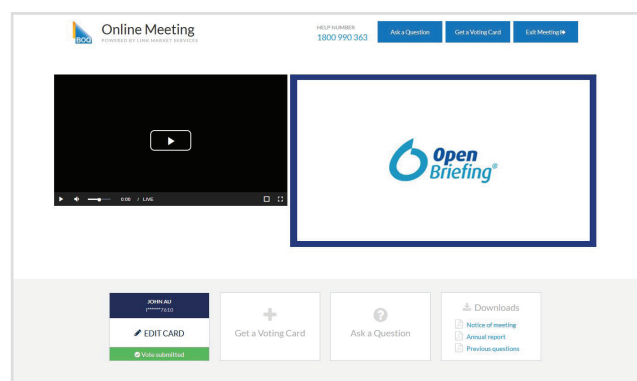 BOQ
Online Meeting
POWERED BY LINK MARKET SERVICES
HELP NUMBER
1800 990 363
Ask a Question
Get a Voting Card
Exit Meeting
0:00 / LIVE
Open
Briefing®
JOHN AU
I******7610
EDIT CARD
Vote submitted
Get a Voting Card
Ask a Question
Downloads
Notice of meeting
Annual report
Previous questions